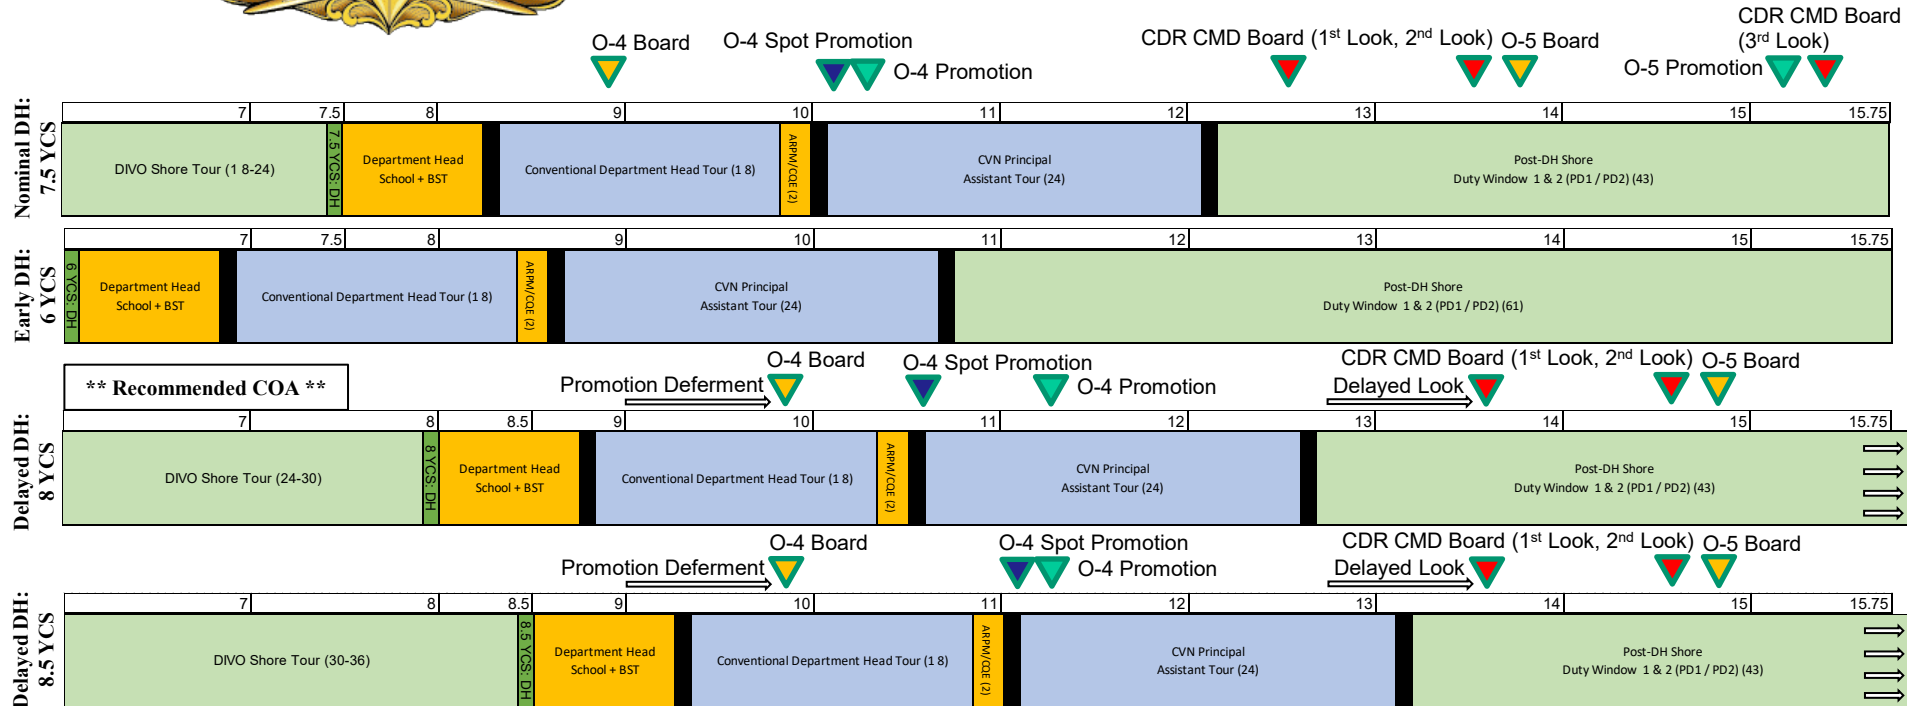 CDR CMD Board
O-4 Board
O-4 Spot Promotion
CDR CMD Board (1st Look, 2nd Look)
O-5 Board
(3rd Look)
O-4 Promotion
O-5 Promotion
Nominal DH:
7.5 YCS
7 7.5 8 9 10 11 12 13 14 15 15.75
DIVO Shore Tour (1 8-24)
7.5 YCS: DH
Department Head
School + BST
Conventional Department Head Tour (1 8)
ARPM/CQE (2)
CVN Principal
Assistant Tour (24)
Post-DH Shore
Duty Window 1 & 2 (PD1 / PD2) (43)
Early DH:
6 YCS
7 7.5 8 9 10 11 12 13 14 15 15.75
6 YCS: DH
Department Head
School + BST
Conventional Department Head Tour (1 8)
ARPM/CQE (2)
CVN Principal
Assistant Tour (24)
Post-DH Shore
Duty Window 1 & 2 (PD1 / PD2) (61)
** Recommended COA **
Promotion Deferment
O-4 Board
O-4 Spot Promotion
O-4 Promotion
CDR CMD Board (1st Look, 2nd Look)
Delayed Look
O-5 Board
Delayed DH:
8 YCS
7 8 8.5 9 10 11 12 13 14 15 15.75
DIVO Shore Tour (24-30)
8 YCS: DH
Department Head
School + BST
Conventional Department Head Tour (1 8)
ARPM/CQE (2)
CVN Principal
Assistant Tour (24)
Post-DH Shore
Duty Window 1 & 2 (PD1 / PD2) (43)
Promotion Deferment
O-4 Board
O-4 Spot Promotion
O-4 Promotion
CDR CMD Board (1st Look, 2nd Look)
Delayed Look
O-5 Board
Delayed DH:
8.5 YCS
7 8 8.5 9 10 11 12 13 14 15 15.75
DIVO Shore Tour (30-36)
8.5 YCS: DH
Department Head
School + BST
Conventional Department Head Tour (1 8)
ARPM/CQE (2)
CVN Principal
Assistant Tour (24)
Post-DH Shore
Duty Window 1 & 2 (PD1 / PD2) (43)